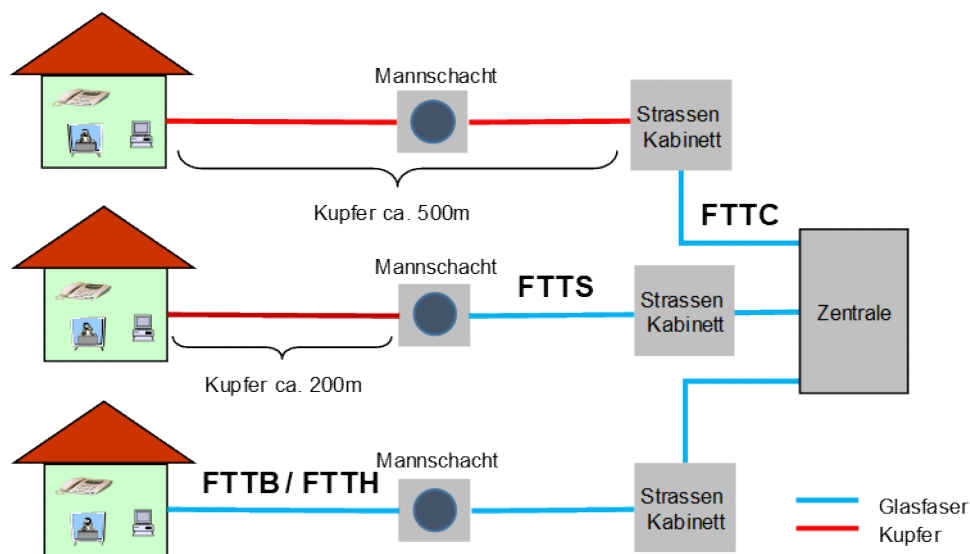 Mannschacht
Strassen
Kabinett
Kupfer ca. 500m
FTTC
Mannschacht
FTTS
Strassen
Kabinett
Zentrale
Kupfer ca. 200m
Mannschacht
FTTB / FTTH
Strassen
Kabinett
Glasfaser
Kupfer